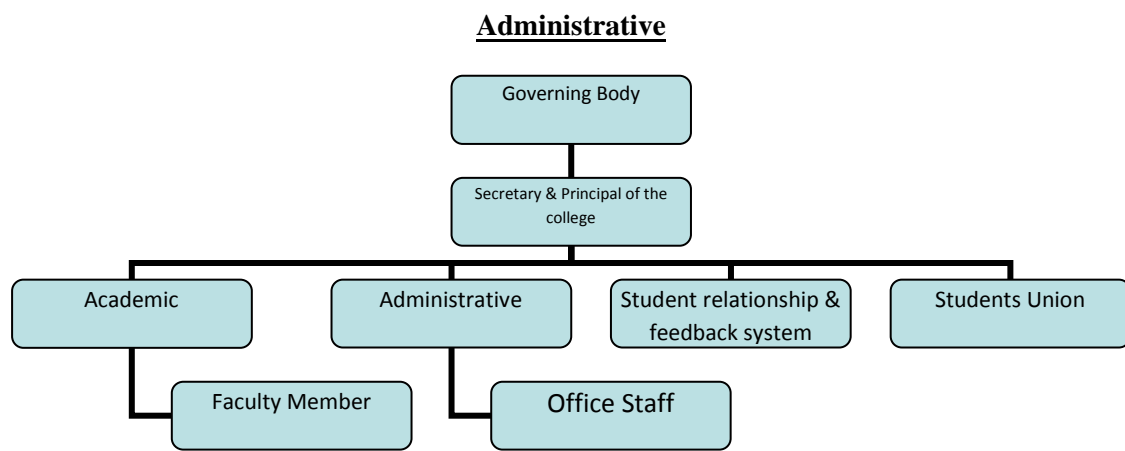 Administrative
Governing Body
Secretary & Principal of the
college
Academic
Administrative
Student relationship &
feedback system
Students Union
Faculty Member
Office Staff